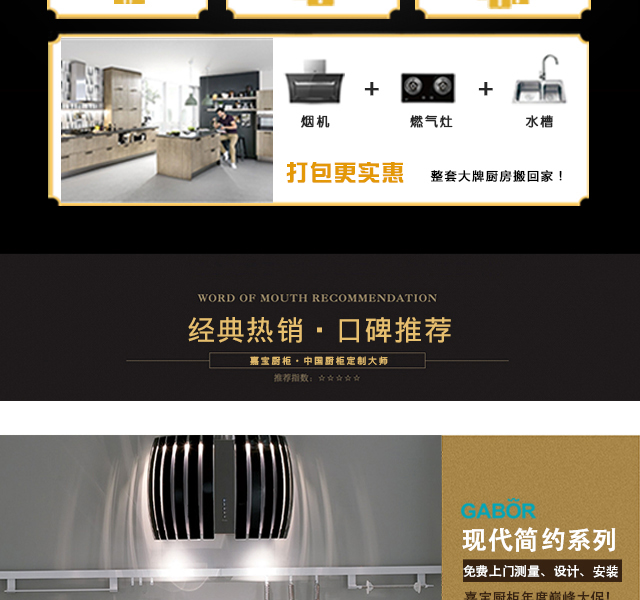 烟机 + 燃气灶 + 水槽
打包更实惠 整套大牌厨房搬回家！
WORD OF MOUTH RECOMMENDATION
经典热销·口碑推荐
嘉宝厨柜·中国厨柜定制大师
推荐指数：☆☆☆☆☆
GABOR
现代简约系列
免费上门测量、设计、安装
嘉宝厨柜年度巅峰大促！